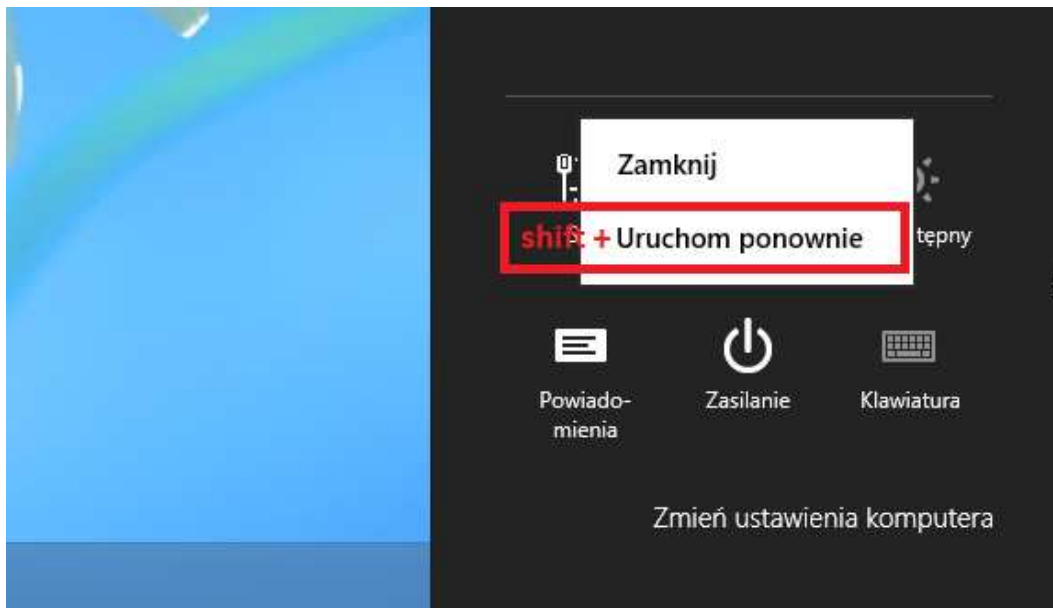 Zamknij
shift + Uruchom ponownie
tępny
Powiado-
mienia
Zasilanie
Klawiatura
Zmień ustawienia komputera